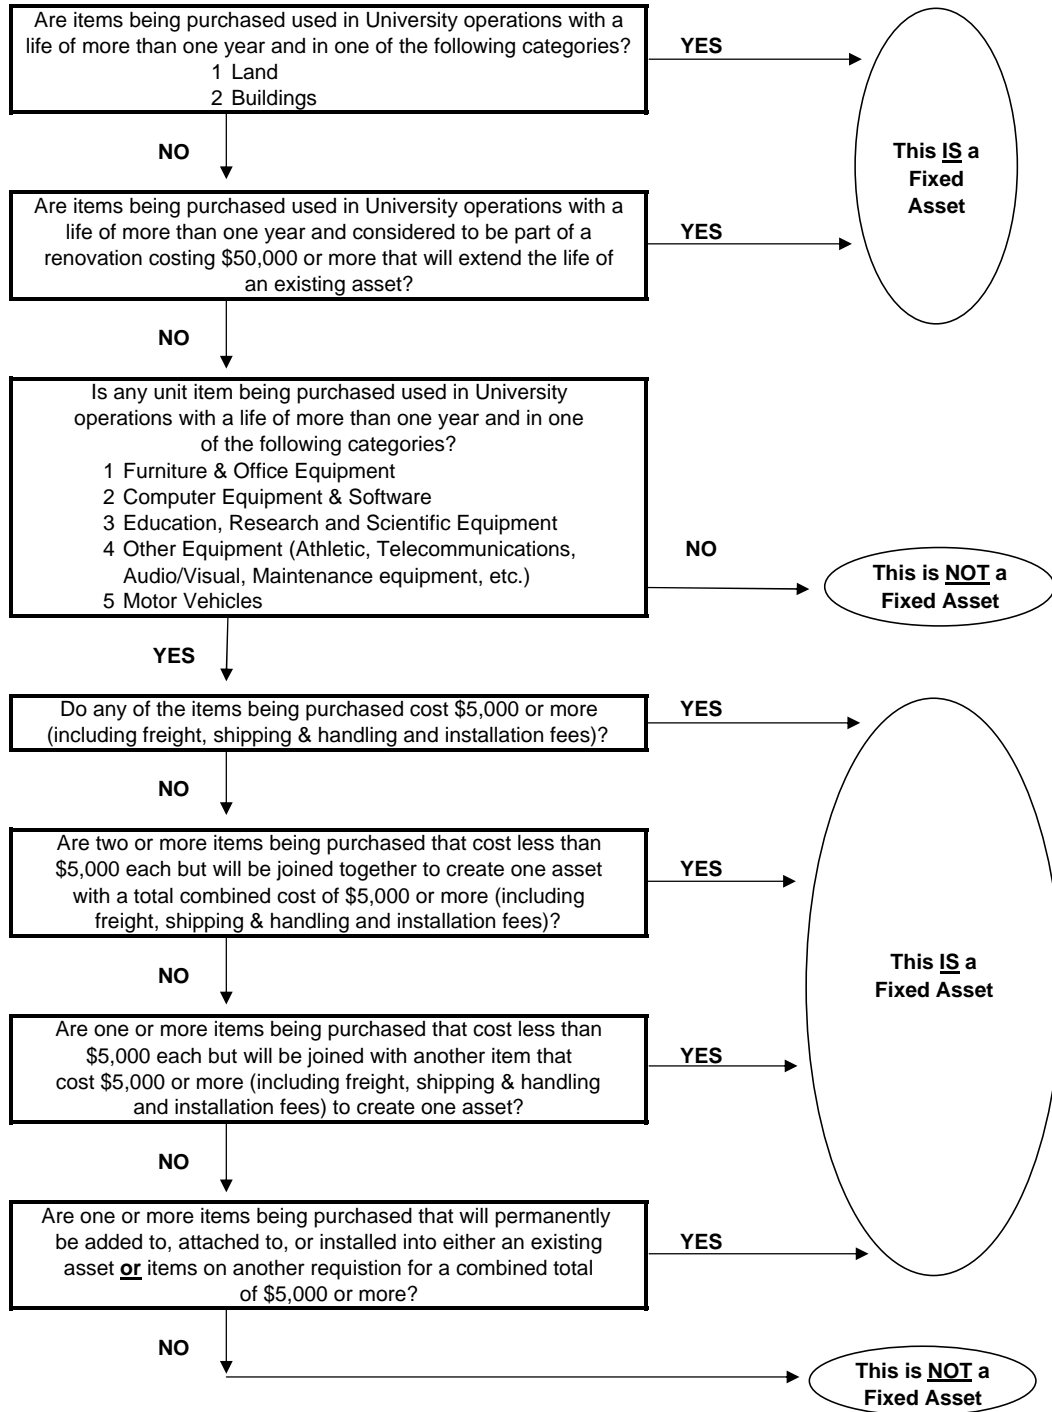 Are items being purchased used in University operations with a
life of more than one year and in one of the following categories?
1 Land
2 Buildings
YES
NO
This IS a
Fixed
Asset
Are items being purchased used in University operations with a
life of more than one year and considered to be part of a
renovation costing $50,000 or more that will extend the life of
an existing asset?
YES
NO
Is any unit item being purchased used in University
operations with a life of more than one year and in one
of the following categories?
1 Furniture & Office Equipment
2 Computer Equipment & Software
3 Education, Research and Scientific Equipment
4 Other Equipment (Athletic, Telecommunications,
Audio/Visual, Maintenance equipment, etc.)
5 Motor Vehicles
NO
This is NOT a
Fixed Asset
YES
Do any of the items being purchased cost $5,000 or more
(including freight, shipping & handling and installation fees)?
YES
NO
Are two or more items being purchased that cost less than
$5,000 each but will be joined together to create one asset
with a total combined cost of $5,000 or more (including
freight, shipping & handling and installation fees)?
YES
NO
This IS a
Fixed Asset
Are one or more items being purchased that cost less than
$5,000 each but will be joined with another item that
cost $5,000 or more (including freight, shipping & handling
and installation fees) to create one asset?
YES
NO
Are one or more items being purchased that will permanently
be added to, attached to, or installed into either an existing
asset or items on another requistion for a combined total
of $5,000 or more?
YES
NO
This is NOT a
Fixed Asset